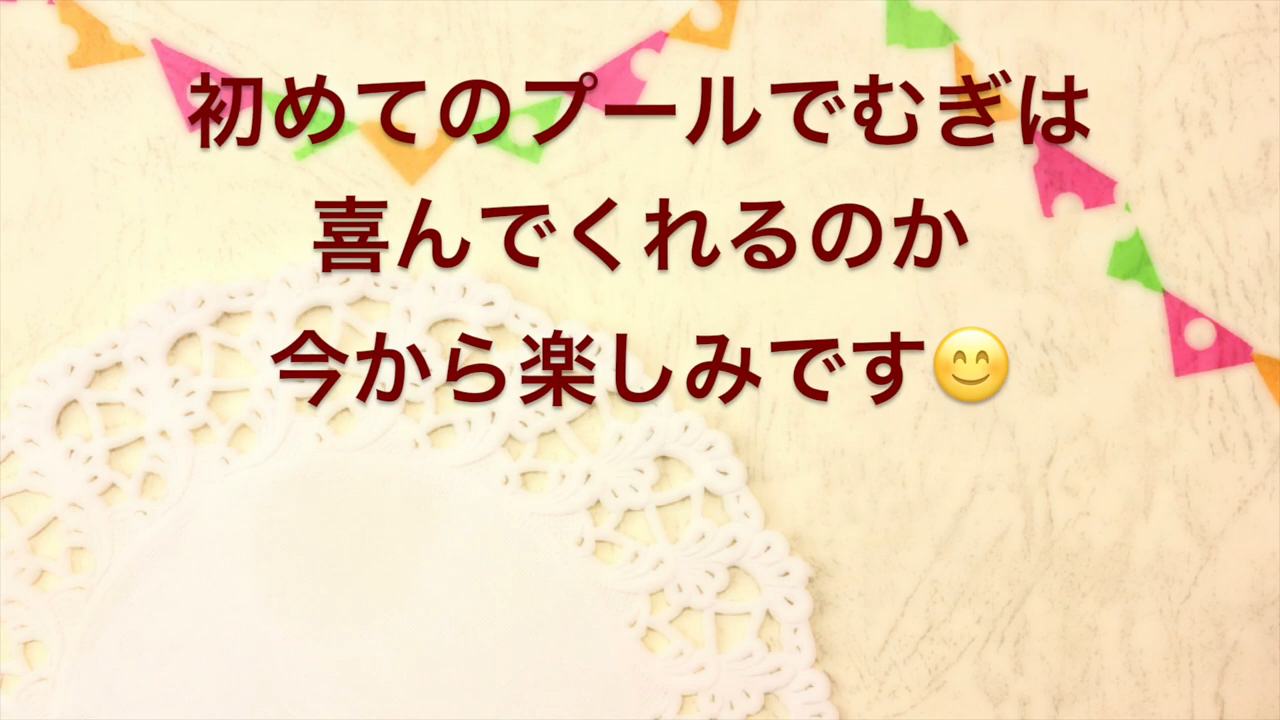 初めてのプールでむぎは
喜んでくれるのか
今から楽しみです😊